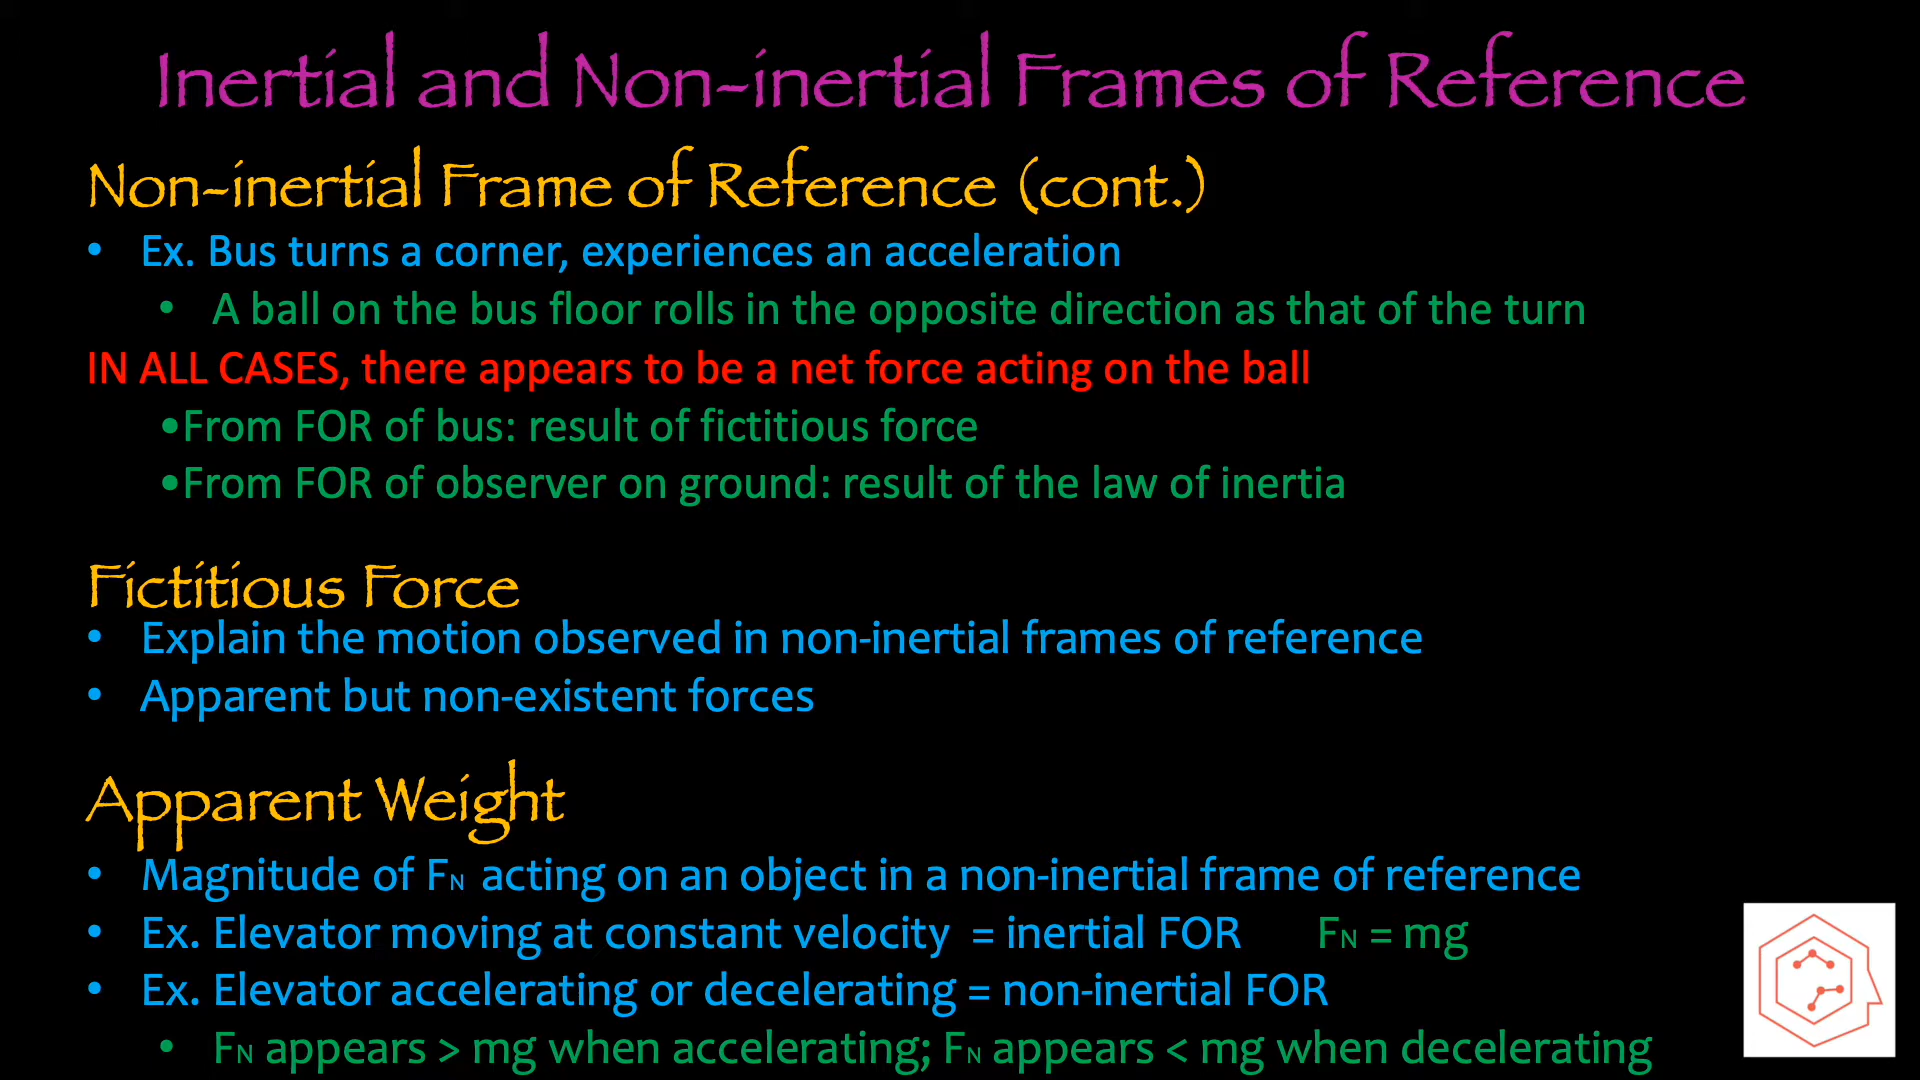 Inertial and Non-inertial Frames of Reference
Non-inertial Frame of Reference (cont.)
• Ex. Bus turns a corner, experiences an acceleration
• A ball on the bus floor rolls in the opposite direction as that of the turn
IN ALL CASES, there appears to be a net force acting on the ball
•From FOR of bus: result of fictitious force
•From FOR of observer on ground: result of the law of inertia
Fictitious Force
• Explain the motion observed in non-inertial frames of reference
• Apparent but non-existent forces
Apparent Weight
• Magnitude of FN acting on an object in a non-inertial frame of reference
• Ex. Elevator moving at constant velocity = inertial FOR FN = mg
• Ex. Elevator accelerating or decelerating = non-inertial FOR
• FN appears > mg when accelerating; FN appears < mg when decelerating